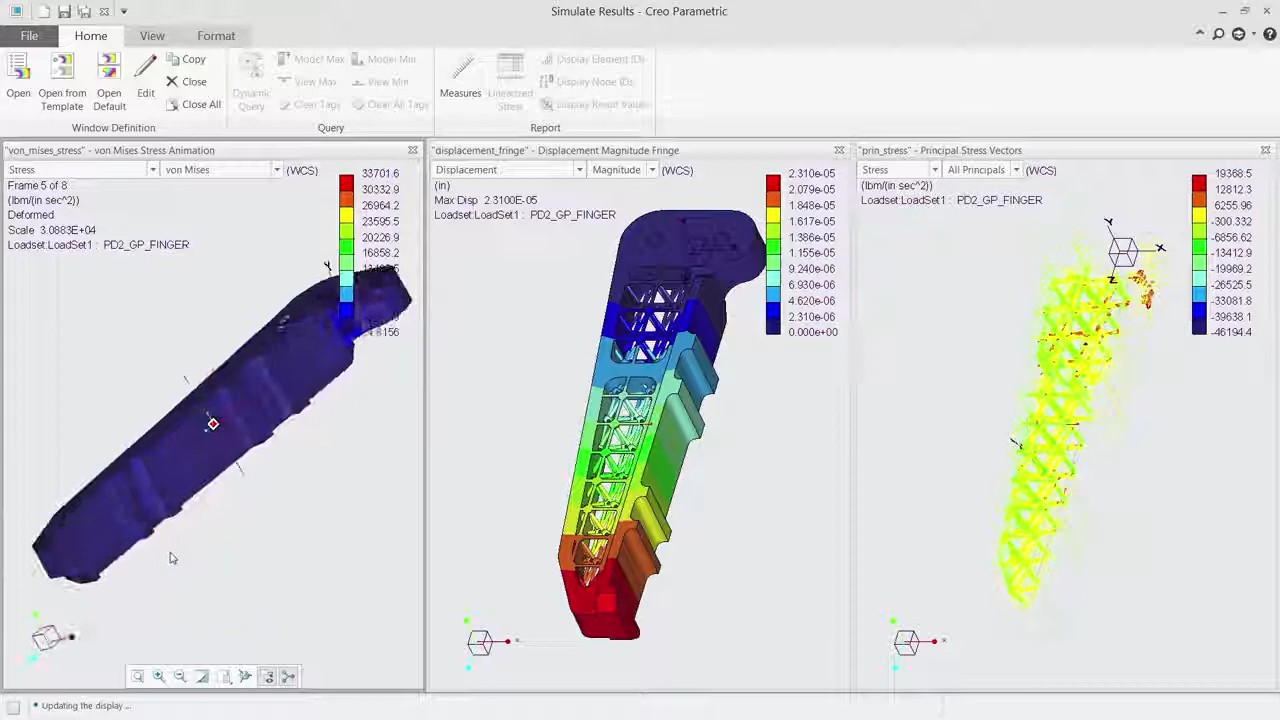 Simulate Results - Creo Parametric
File
Home
View
Format
Open
Open from Template
Open Default
Edit
Copy
Close
Close All
Window Definition
Dynamic Query
Model Max
Model Min
View Max
View Min
Clear Tags
Clear All Tags
Query
Measures
Linearized Stress
Display Element IDs
Display Node IDs
Display Result Values
Report
"von_mises_stress" - von Mises Stress Animation
Stress
von Mises
(WCS)
Frame 5 of 8
(lbm/(in sec^2))
Deformed
Scale 3.0883E+04
Loadset:LoadSet1 : PD2_GP_FINGER
33701.6
30332.9
26964.2
23595.5
20226.9
16858.2
Y
"displacement_fringe" - Displacement Magnitude Fringe
Displacement
Magnitude
(WCS)
(in)
Max Disp 2.3100E-05
Loadset:LoadSet1 : PD2_GP_FINGER
2.310e-05
2.079e-05
1.848e-05
1.617e-05
1.386e-05
1.155e-05
9.240e-06
6.930e-06
4.620e-06
2.310e-06
0.000e+00
"prin_stress" - Principal Stress Vectors
Stress
All Principals
(WCS)
(lbm/(in sec^2))
Loadset:LoadSet1 : PD2_GP_FINGER
19368.5
12812.3
6255.96
-300.332
-6856.62
-13412.9
-19969.2
-26525.5
-33081.8
-39638.1
-46194.4
Y
X
Z
Updating the display ...